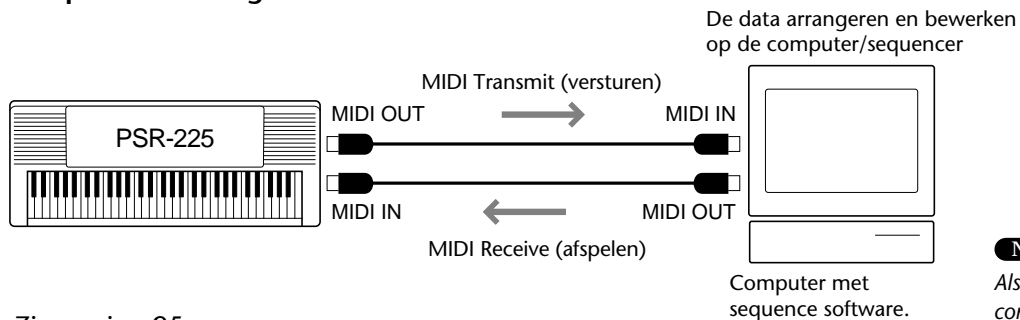 De data arrangeren en bewerken
op de computer/sequencer
MIDI Transmit (versturen)
MIDI OUT
MIDI IN
PSR-225
MIDI IN
MIDI OUT
MIDI Receive (afspelen)
Computer met
sequence software.
Als